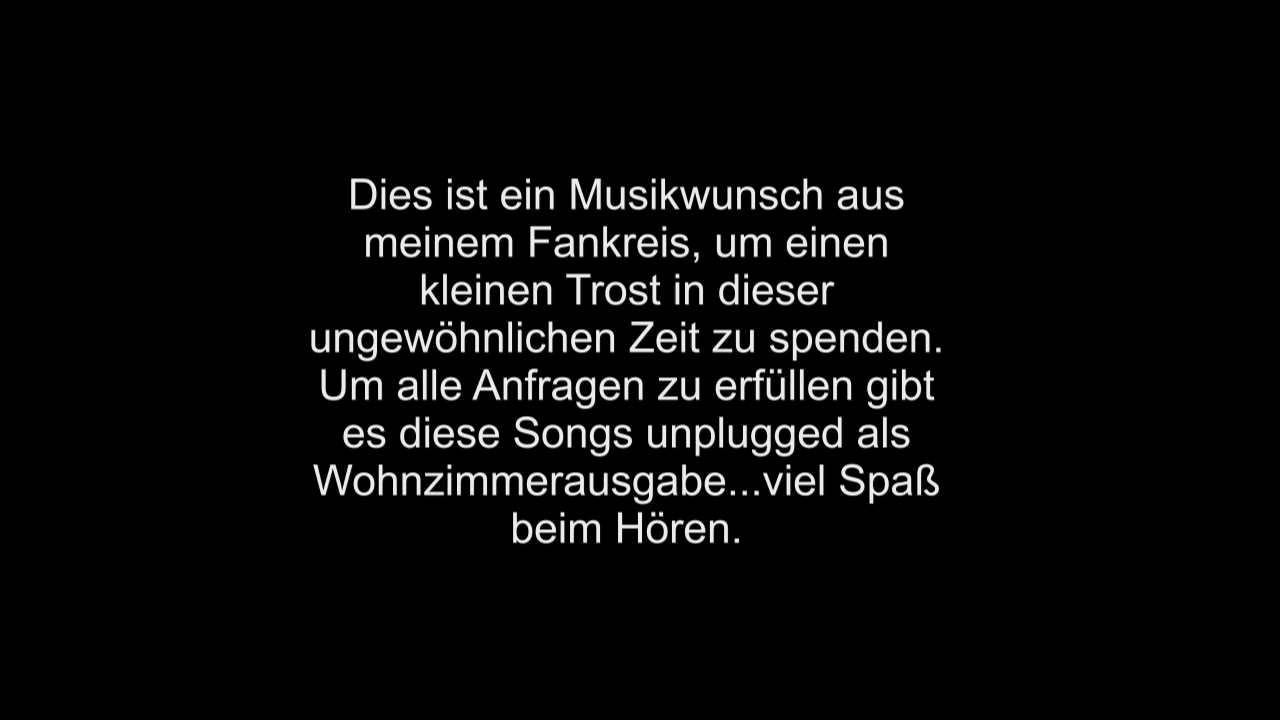 Dies ist ein Musikwunsch aus
meinem Fankreis, um einen
kleinen Trost in dieser
ungewöhnlichen Zeit zu spenden.
Um alle Anfragen zu erfüllen gibt
es diese Songs unplugged als
Wohnzimmerausgabe...viel Spaß
beim Hören.